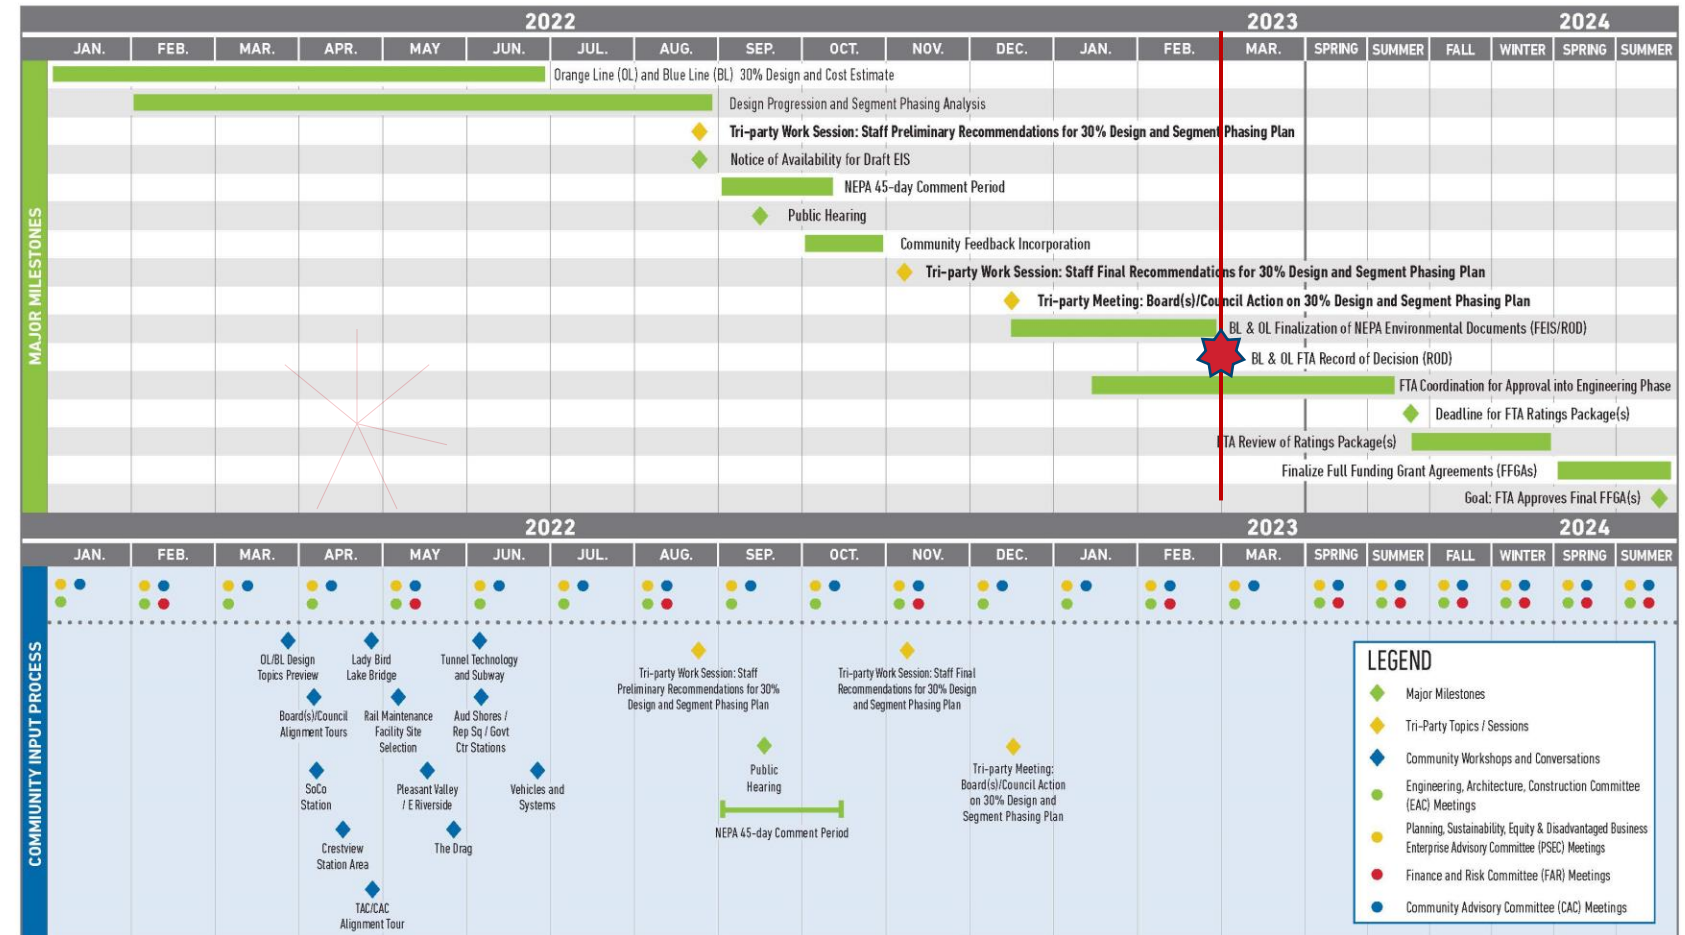 2022 2023 2024
JAN. FEB. MAR. APR. MAY JUN. JUL. AUG. SEP. OCT. NOV. DEC. JAN. FEB. MAR. SPRING SUMMER FALL WINTER SPRING SUMMER
MAJOR MILESTONES
Orange Line (OL) and Blue Line (BL) 30% Design and Cost Estimate
Design Progression and Segment Phasing Analysis
Tri-party Work Session: Staff Preliminary Recommendations for 30% Design and Segment Phasing Plan
Notice of Availability for Draft EIS
NEPA 45-day Comment Period
Public Hearing
Community Feedback Incorporation
Tri-party Work Session: Staff Final Recommendations for 30% Design and Segment Phasing Plan
Tri-party Meeting: Board(s)/Council Action on 30% Design and Segment Phasing Plan
BL & OL Finalization of NEPA Environmental Documents (FEIS/ROD)
BL & OL FTA Record of Decision (ROD)
FTA Coordination for Approval into Engineering Phase
Deadline for FTA Ratings Package(s)
FTA Review of Ratings Package(s)
Finalize Full Funding Grant Agreements (FFGAs)
Goal: FTA Approves Final FFGA(s)
2022 2023 2024
JAN. FEB. MAR. APR. MAY JUN. JUL. AUG. SEP. OCT. NOV. DEC. JAN. FEB. MAR. SPRING SUMMER FALL WINTER SPRING SUMMER
COMMUNITY INPUT PROCESS
OL/BL Design
Topics Preview
Lady Bird
Lake Bridge
Tunnel Technology
and Subway
Board(s)/Council
Alignment Tours
Rail Maintenance
Facility Site
Selection
Aud Shores /
Rep Sq / Govt
Ctr Stations
SoCo
Station
Pleasant Valley
/ E Riverside
Vehicles and
Systems
Crestview
Station Area
The Drag
TAC/CAC
Alignment Tour
Tri-party Work Session: Staff
Preliminary Recommendations for 30%
Design and Segment Phasing Plan
Public
Hearing
NEPA 45-day Comment Period
Tri-party Work Session: Staff Final
Recommendations for 30% Design
and Segment Phasing Plan
Tri-party Meeting:
Board(s)/Council Action
on 30% Design and
Segment Phasing Plan
LEGEND
Major Milestones
Tri-Party Topics / Sessions
Community Workshops and Conversations
Engineering, Architecture, Construction Committee
(EAC) Meetings
Planning, Sustainability, Equity & Disadvantaged Business
Enterprise Advisory Committee (PSEC) Meetings
Finance and Risk Committee (FAR) Meetings
Community Advisory Committee (CAC) Meetings